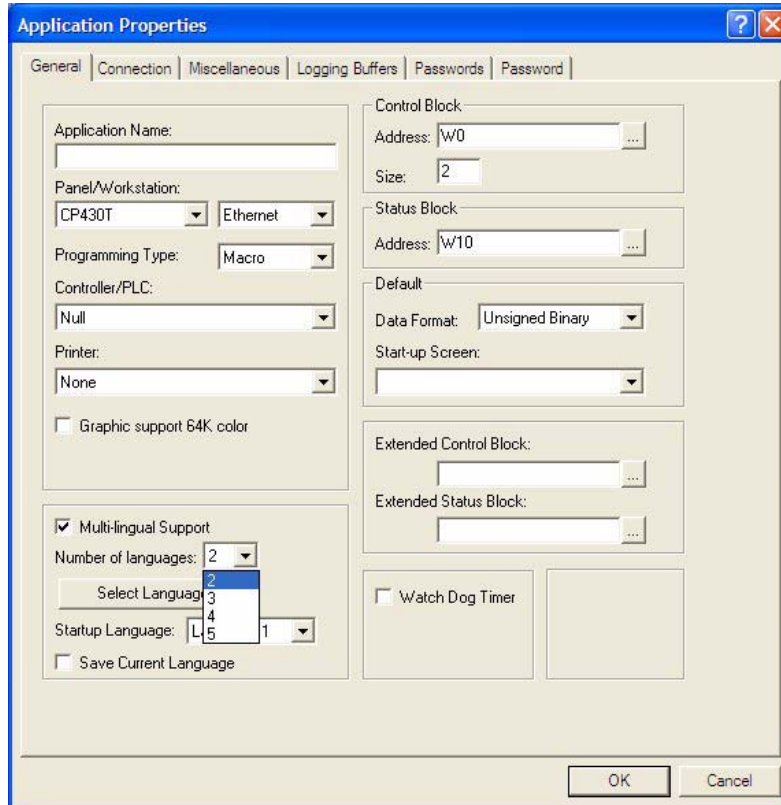 Application Properties
General
Connection
Miscellaneous
Logging Buffers
Passwords
Password
Application Name:
Panel/Workstation:
CP430T
Ethernet
Programming Type:
Macro
Controller/PLC:
Null
Printer:
None
Graphic support 64K color
Multi-lingual Support
Number of languages:
2
2
3
4
5
Select Languag
Startup Language:
1
Save Current Language
Control Block
Address:
W0
...
Size:
2
Status Block
Address:
W10
...
Default
Data Format:
Unsigned Binary
Start-up Screen:
Extended Control Block:
...
Extended Status Block:
...
Watch Dog Timer
OK
Cancel